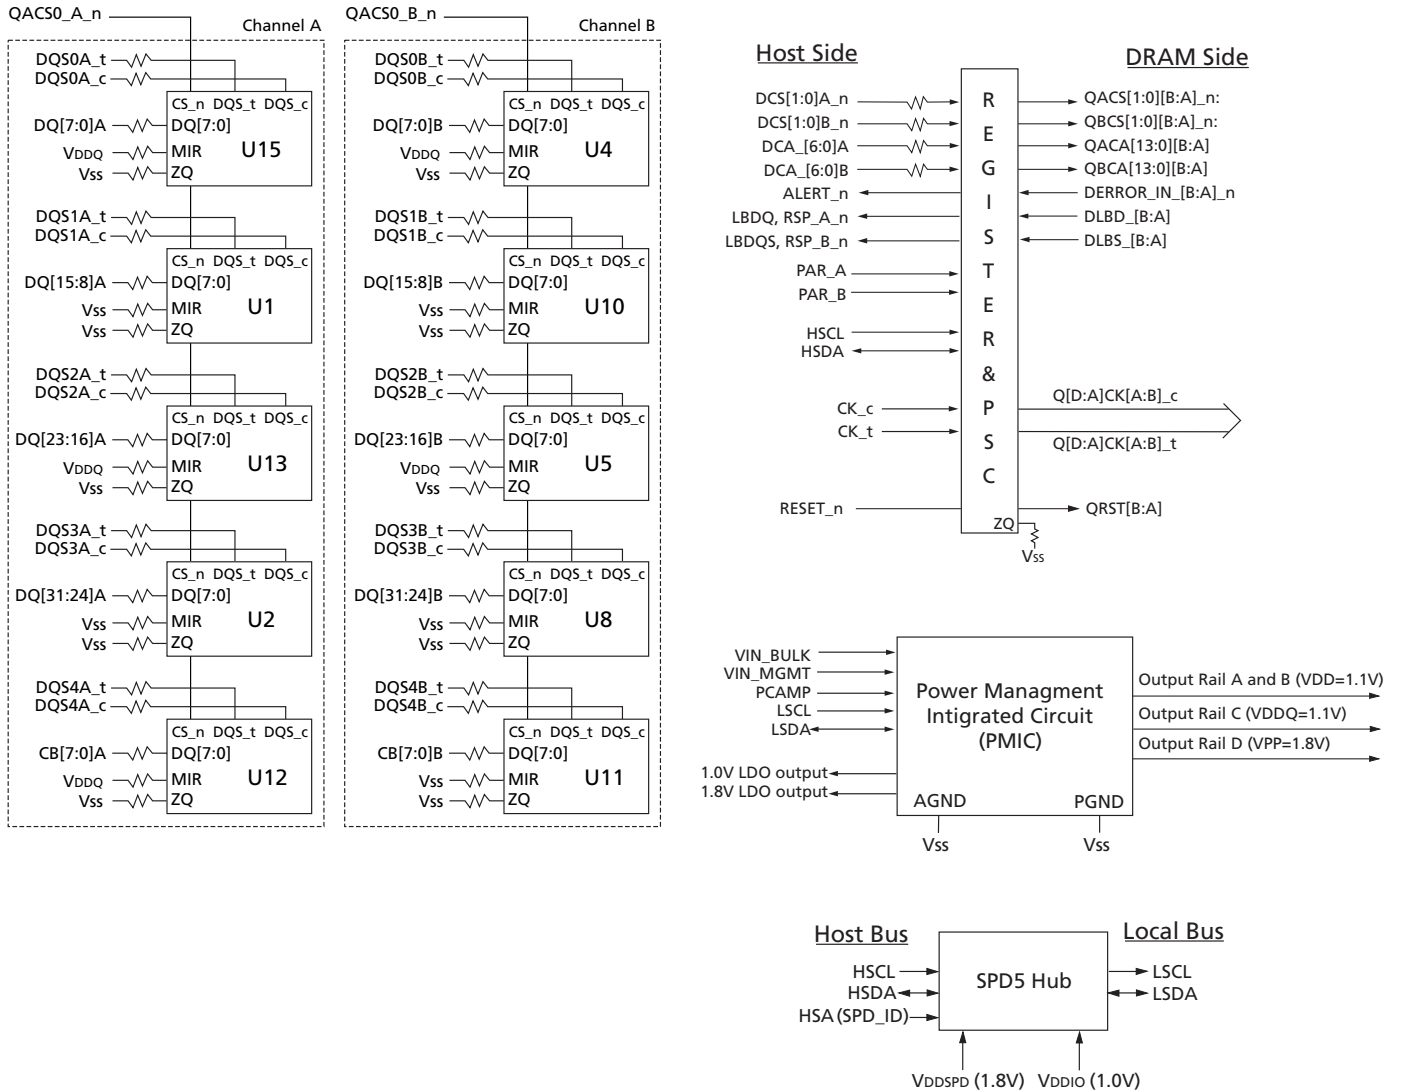 QACS0_A_n
Channel A
DQS0A_t
DQS0A_c
CS_n DQS_t DQS_c
DQ[7:0]A
DQ[7:0]
VDDQ
MIR
U15
Vss
ZQ
DQS1A_t
DQS1A_c
CS_n DQS_t DQS_c
DQ[15:8]A
DQ[7:0]
Vss
MIR
U1
Vss
ZQ
DQS2A_t
DQS2A_c
CS_n DQS_t DQS_c
DQ[23:16]A
DQ[7:0]
VDDQ
MIR
U13
Vss
ZQ
DQS3A_t
DQS3A_c
CS_n DQS_t DQS_c
DQ[31:24]A
DQ[7:0]
Vss
MIR
U2
Vss
ZQ
DQS4A_t
DQS4A_c
CS_n DQS_t DQS_c
CB[7:0]A
DQ[7:0]
VDDQ
MIR
U12
Vss
ZQ
QACS0_B_n
Channel B
DQS0B_t
DQS0B_c
CS_n DQS_t DQS_c
DQ[7:0]B
DQ[7:0]
VDDQ
MIR
U4
Vss
ZQ
DQS1B_t
DQS1B_c
CS_n DQS_t DQS_c
DQ[15:8]B
DQ[7:0]
Vss
MIR
U10
Vss
ZQ
DQS2B_t
DQS2B_c
CS_n DQS_t DQS_c
DQ[23:16]B
DQ[7:0]
VDDQ
MIR
U5
Vss
ZQ
DQS3B_t
DQS3B_c
CS_n DQS_t DQS_c
DQ[31:24]B
DQ[7:0]
Vss
MIR
U8
Vss
ZQ
DQS4B_t
DQS4B_c
CS_n DQS_t DQS_c
CB[7:0]B
DQ[7:0]
Vss
MIR
U11
Vss
ZQ
Host Side
DRAM Side
DCS[1:0]A_n
DCS[1:0]B_n
DCA_[6:0]A
DCA_[6:0]B
ALERT_n
LBDQ, RSP_A_n
LBDQS, RSP_B_n
PAR_A
PAR_B
HSCL
HSDA
CK_c
CK_t
RESET_n
R
E
G
I
S
T
E
R
&
P
S
C
ZQ
Vss
QACS[1:0][B:A]_n:
QBCS[1:0][B:A]_n:
QACA[13:0][B:A]
QBCA[13:0][B:A]
DERROR_IN_[B:A]_n
DLBD_[B:A]
DLBS_[B:A]
Q[D:A]CK[A:B]_c
Q[D:A]CK[A:B]_t
QRST[B:A]
VIN_BULK
VIN_MGMT
PCAMP
LSCL
LSDA
1.0V LDO output
1.8V LDO output
Power Managment
Intigrated Circuit
(PMIC)
AGND
PGND
Vss
Vss
Output Rail A and B (VDD=1.1V)
Output Rail C (VDDQ=1.1V)
Output Rail D (VPP=1.8V)
Host Bus
Local Bus
HSCL
HSDA
HSA (SPD_ID)
SPD5 Hub
LSCL
LSDA
VDDSPD (1.8V)
VDDIO (1.0V)